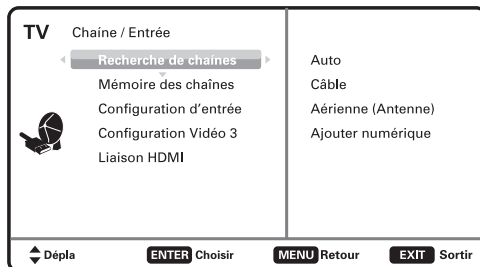 TV Chaîne / Entrée
Recherche de chaînes
Mémoire des chaînes
Configuration d'entrée
Configuration Vidéo 3
Liaison HDMI
Auto
Câble
Aérienne (Antenne)
Ajouter numérique
Dépla ENTER Choisir MENU Retour EXIT Sortir